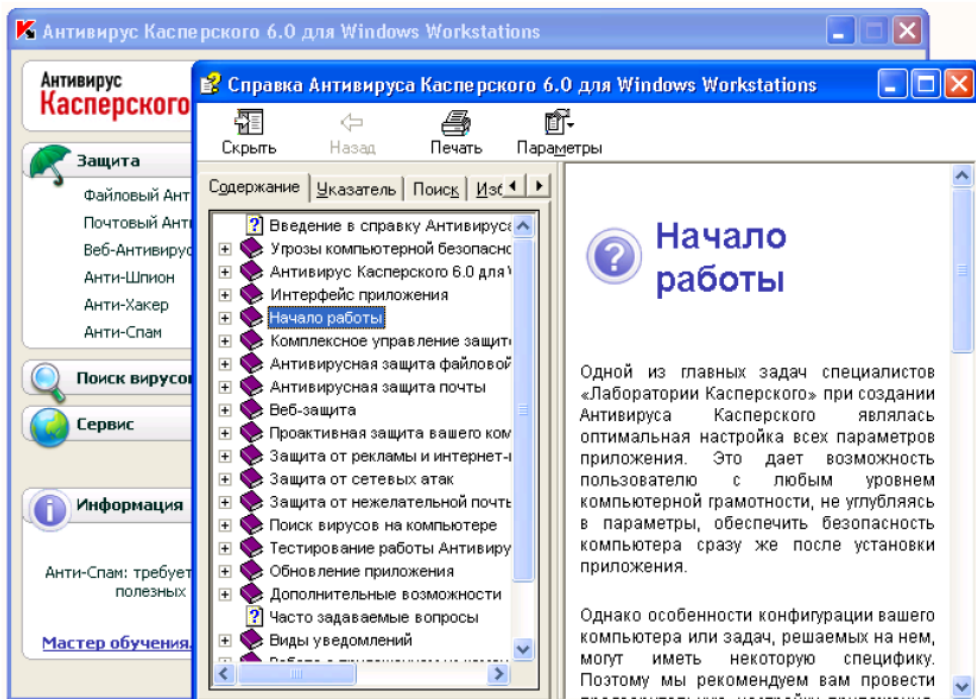 Антивирус Касперского 6.0 для Windows Workstations
Антивирус
Касперского
Защита
Файловый Ант
Почтовый Анти
Веб-Антивирус
Анти-Шпион
Анти-Хакер
Анти-Спам
Поиск вирусо
Сервис
Информация
Анти-Спам: требует
полезных
Мастер обучения.
Справка Антивируса Касперского 6.0 для Windows Workstations
Скрыть Назад Печать Параметры
Содержание Указатель Поиск Изб
Введение в справку Антивируса
Угрозы компьютерной безопасно
Антивирус Касперского 6.0 для
Интерфейс приложения
Начало работы
Комплексное управление защит
Антивирусная защита файловой
Антивирусная защита почты
Веб-защита
Проактивная защита вашего ком
Защита от рекламы и интернет-
Защита от сетевых атак
Защита от нежелательной почты
Поиск вирусов на компьютере
Тестирование работы Антивиру
Обновление приложения
Дополнительные возможности
Часто задаваемые вопросы
Виды уведомлений
Начало
работы
Одной из главных задач специалистов
«Лаборатории Касперского» при создании
Антивируса Касперского являлась
оптимальная настройка всех параметров
приложения. Это дает возможность
пользователю с любым уровнем
компьютерной грамотности, не углубляясь
в параметры, обеспечить безопасность
компьютера сразу же после установки
приложения.
Однако особенности конфигурации вашего
компьютера или задач, решаемых на нем,
могут иметь некоторую специфику.
Поэтому мы рекомендуем вам провести